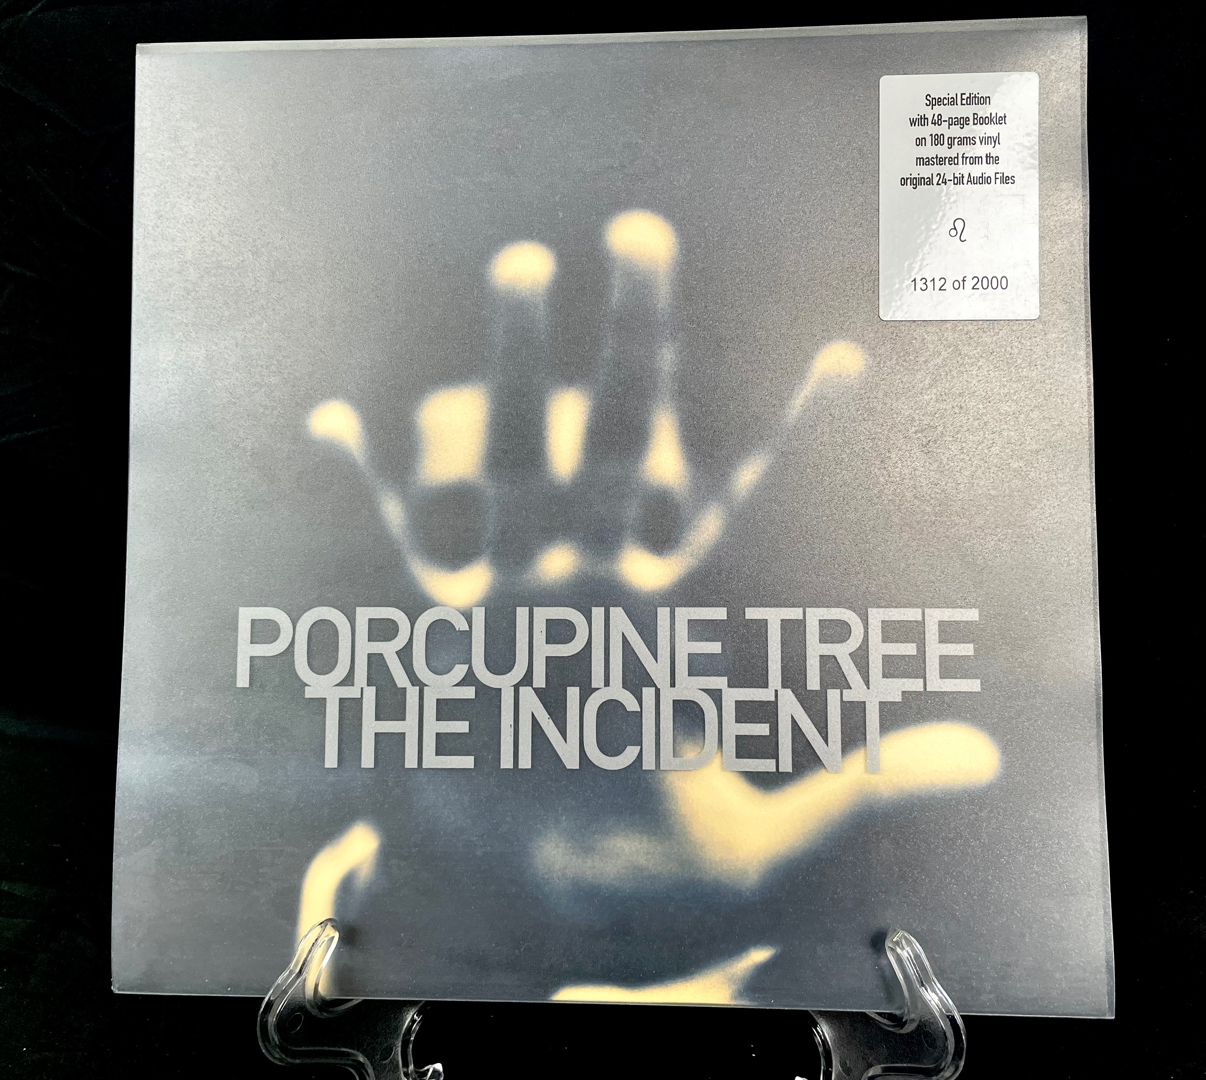 Special Edition
with 48-page Booklet
on 180 grams vinyl
mastered from the
original 24-bit Audio Files
♌
1312 of 2000
PORCUPINE TREE
THE INCIDENT